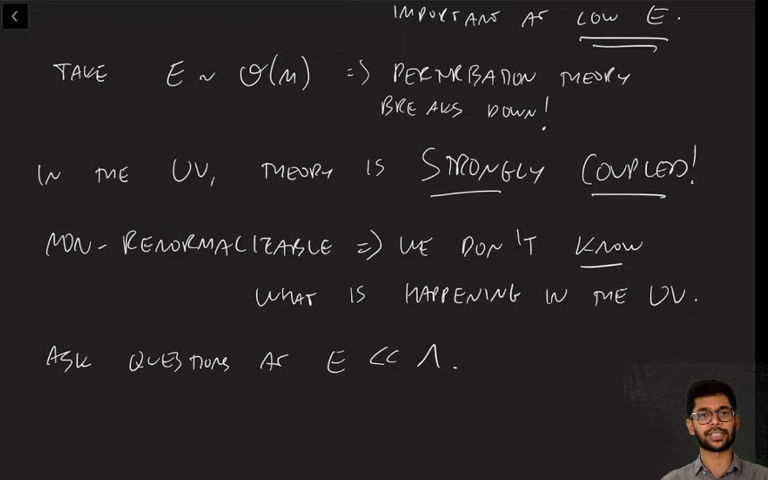 IMPORTANT AT LOW E.
TAKE E ~ O(M) => PERTURBATION THEORY
BREAKS DOWN!
IN THE UV, THEORY IS STRONGLY COUPLED!
NON-RENORMALIZABLE => WE DON'T KNOW
WHAT IS HAPPENING IN THE UV.
ASK QUESTIONS AT E << Λ.